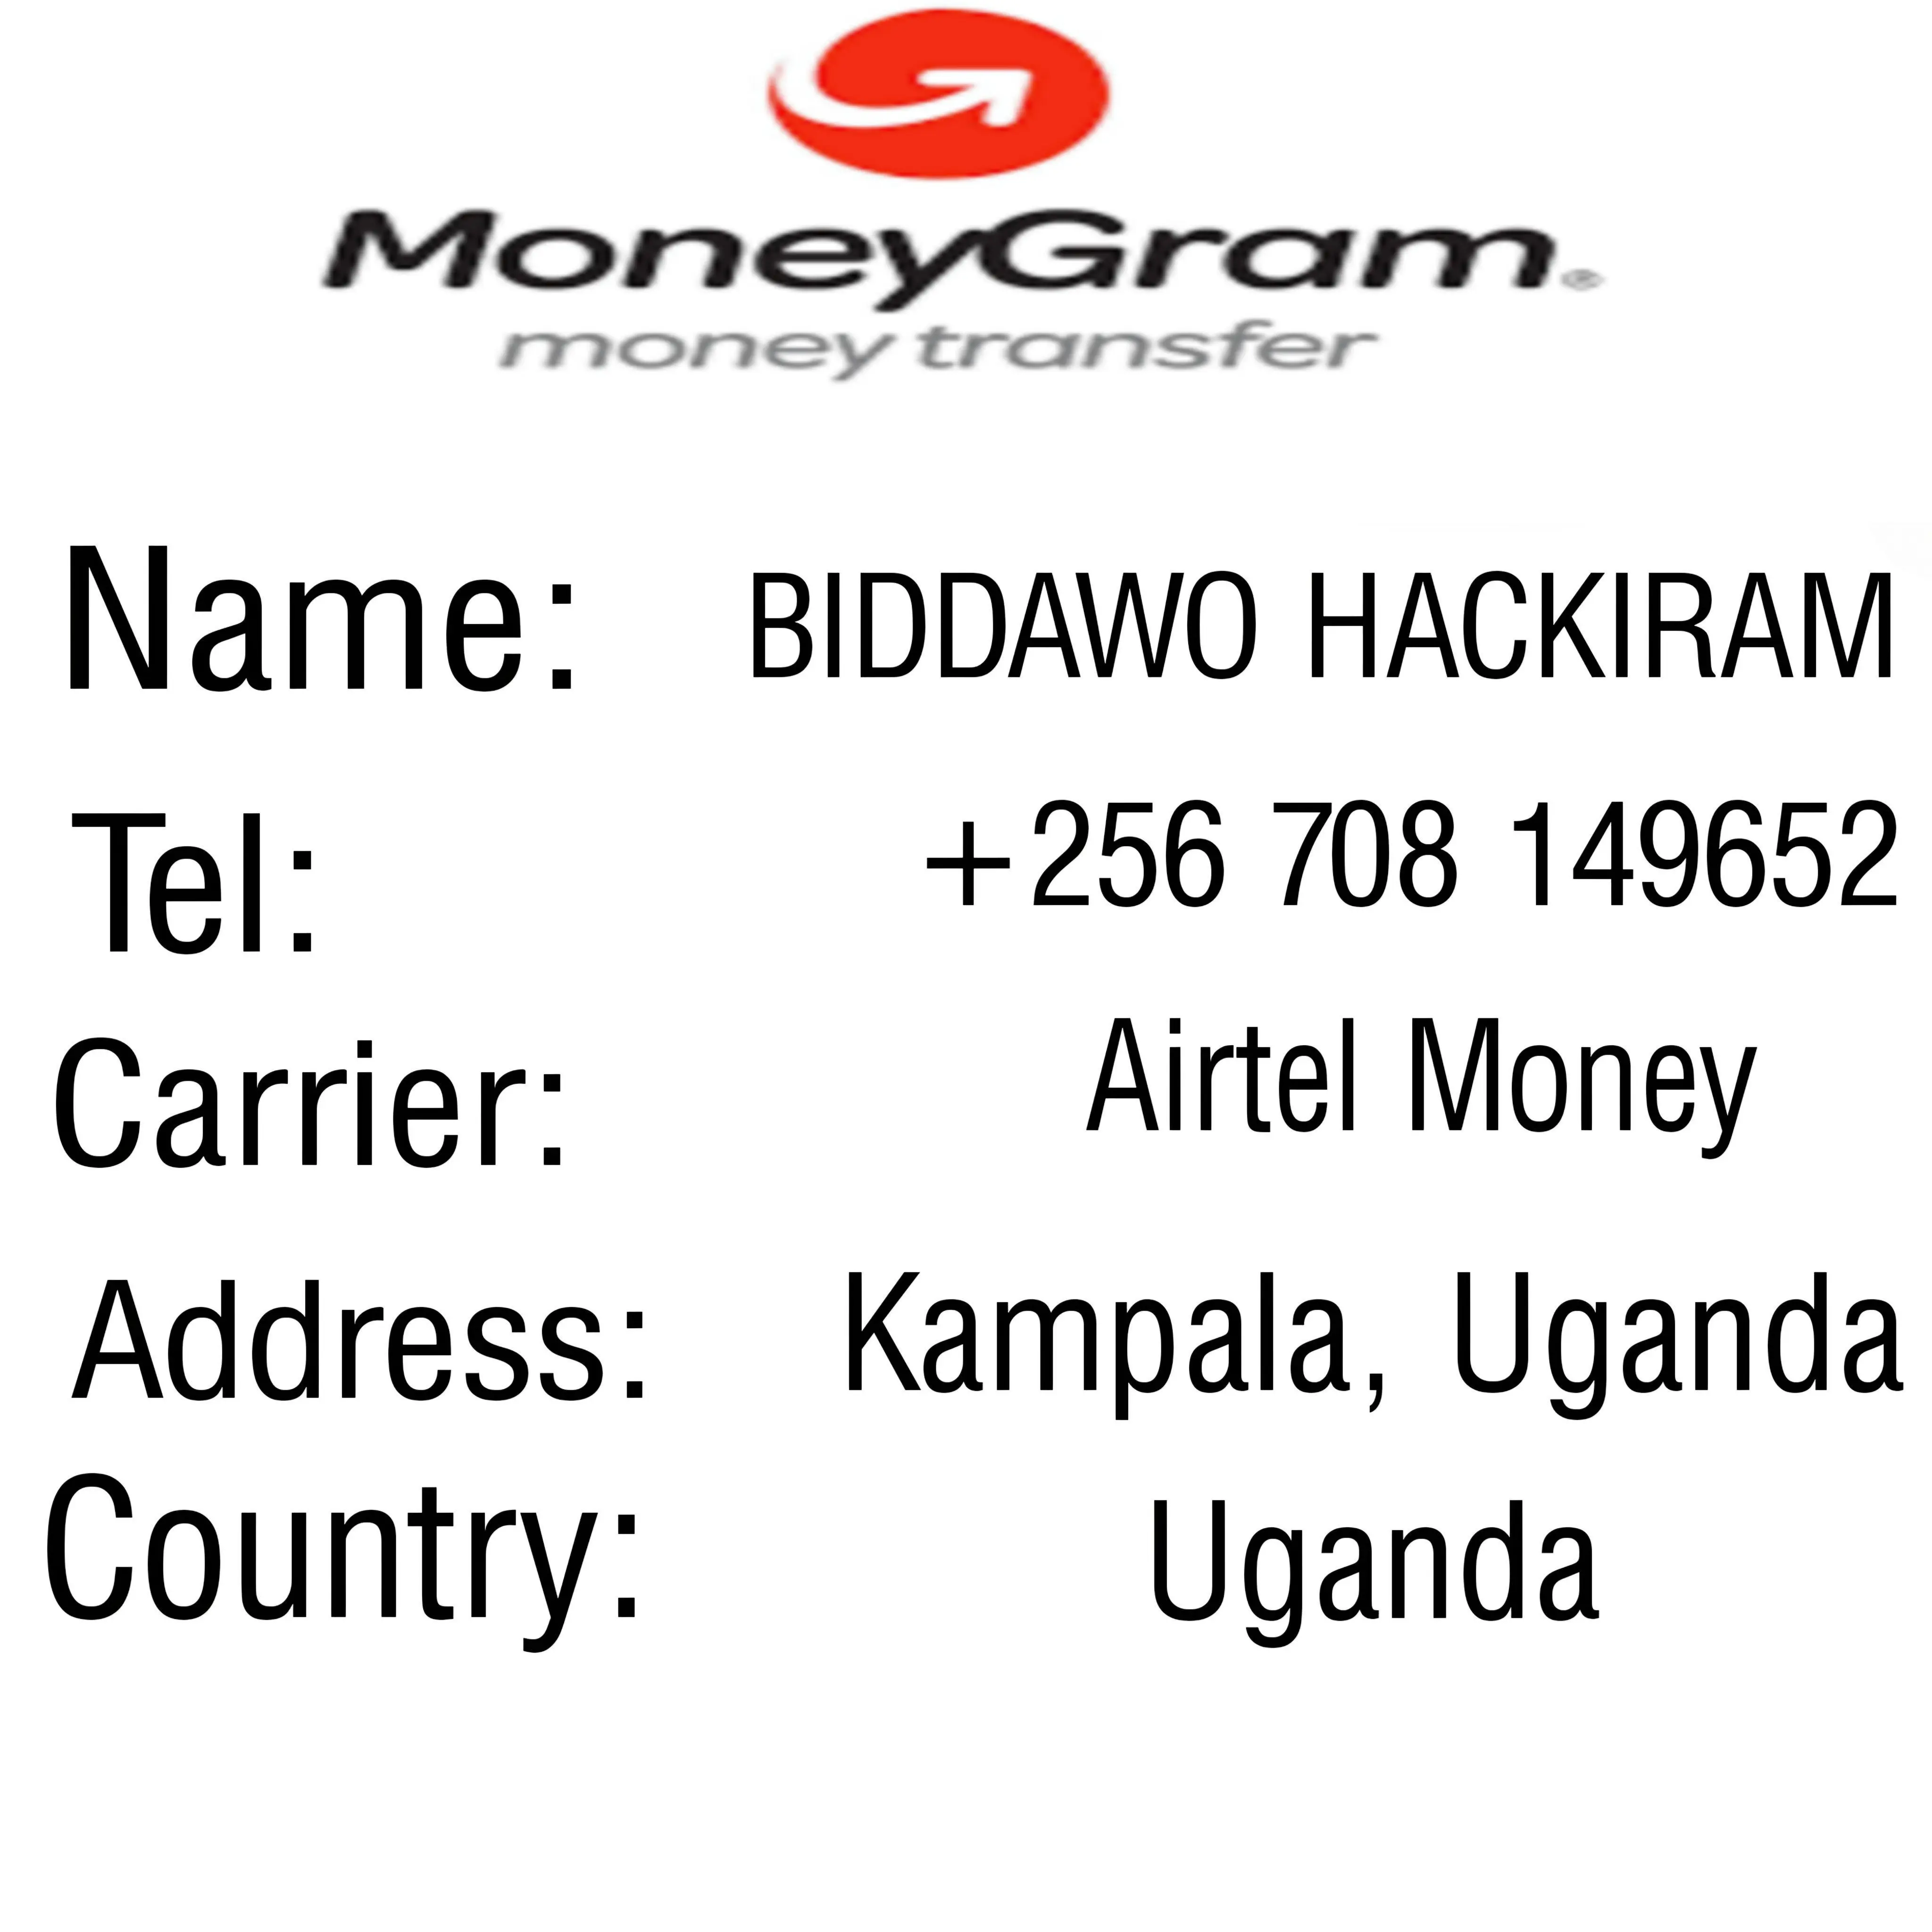 MoneyGram®
money transfer
Name: BIDDAWO HACKIRAM
Tel: +256 708 149652
Carrier: Airtel Money
Address: Kampala, Uganda
Country: Uganda